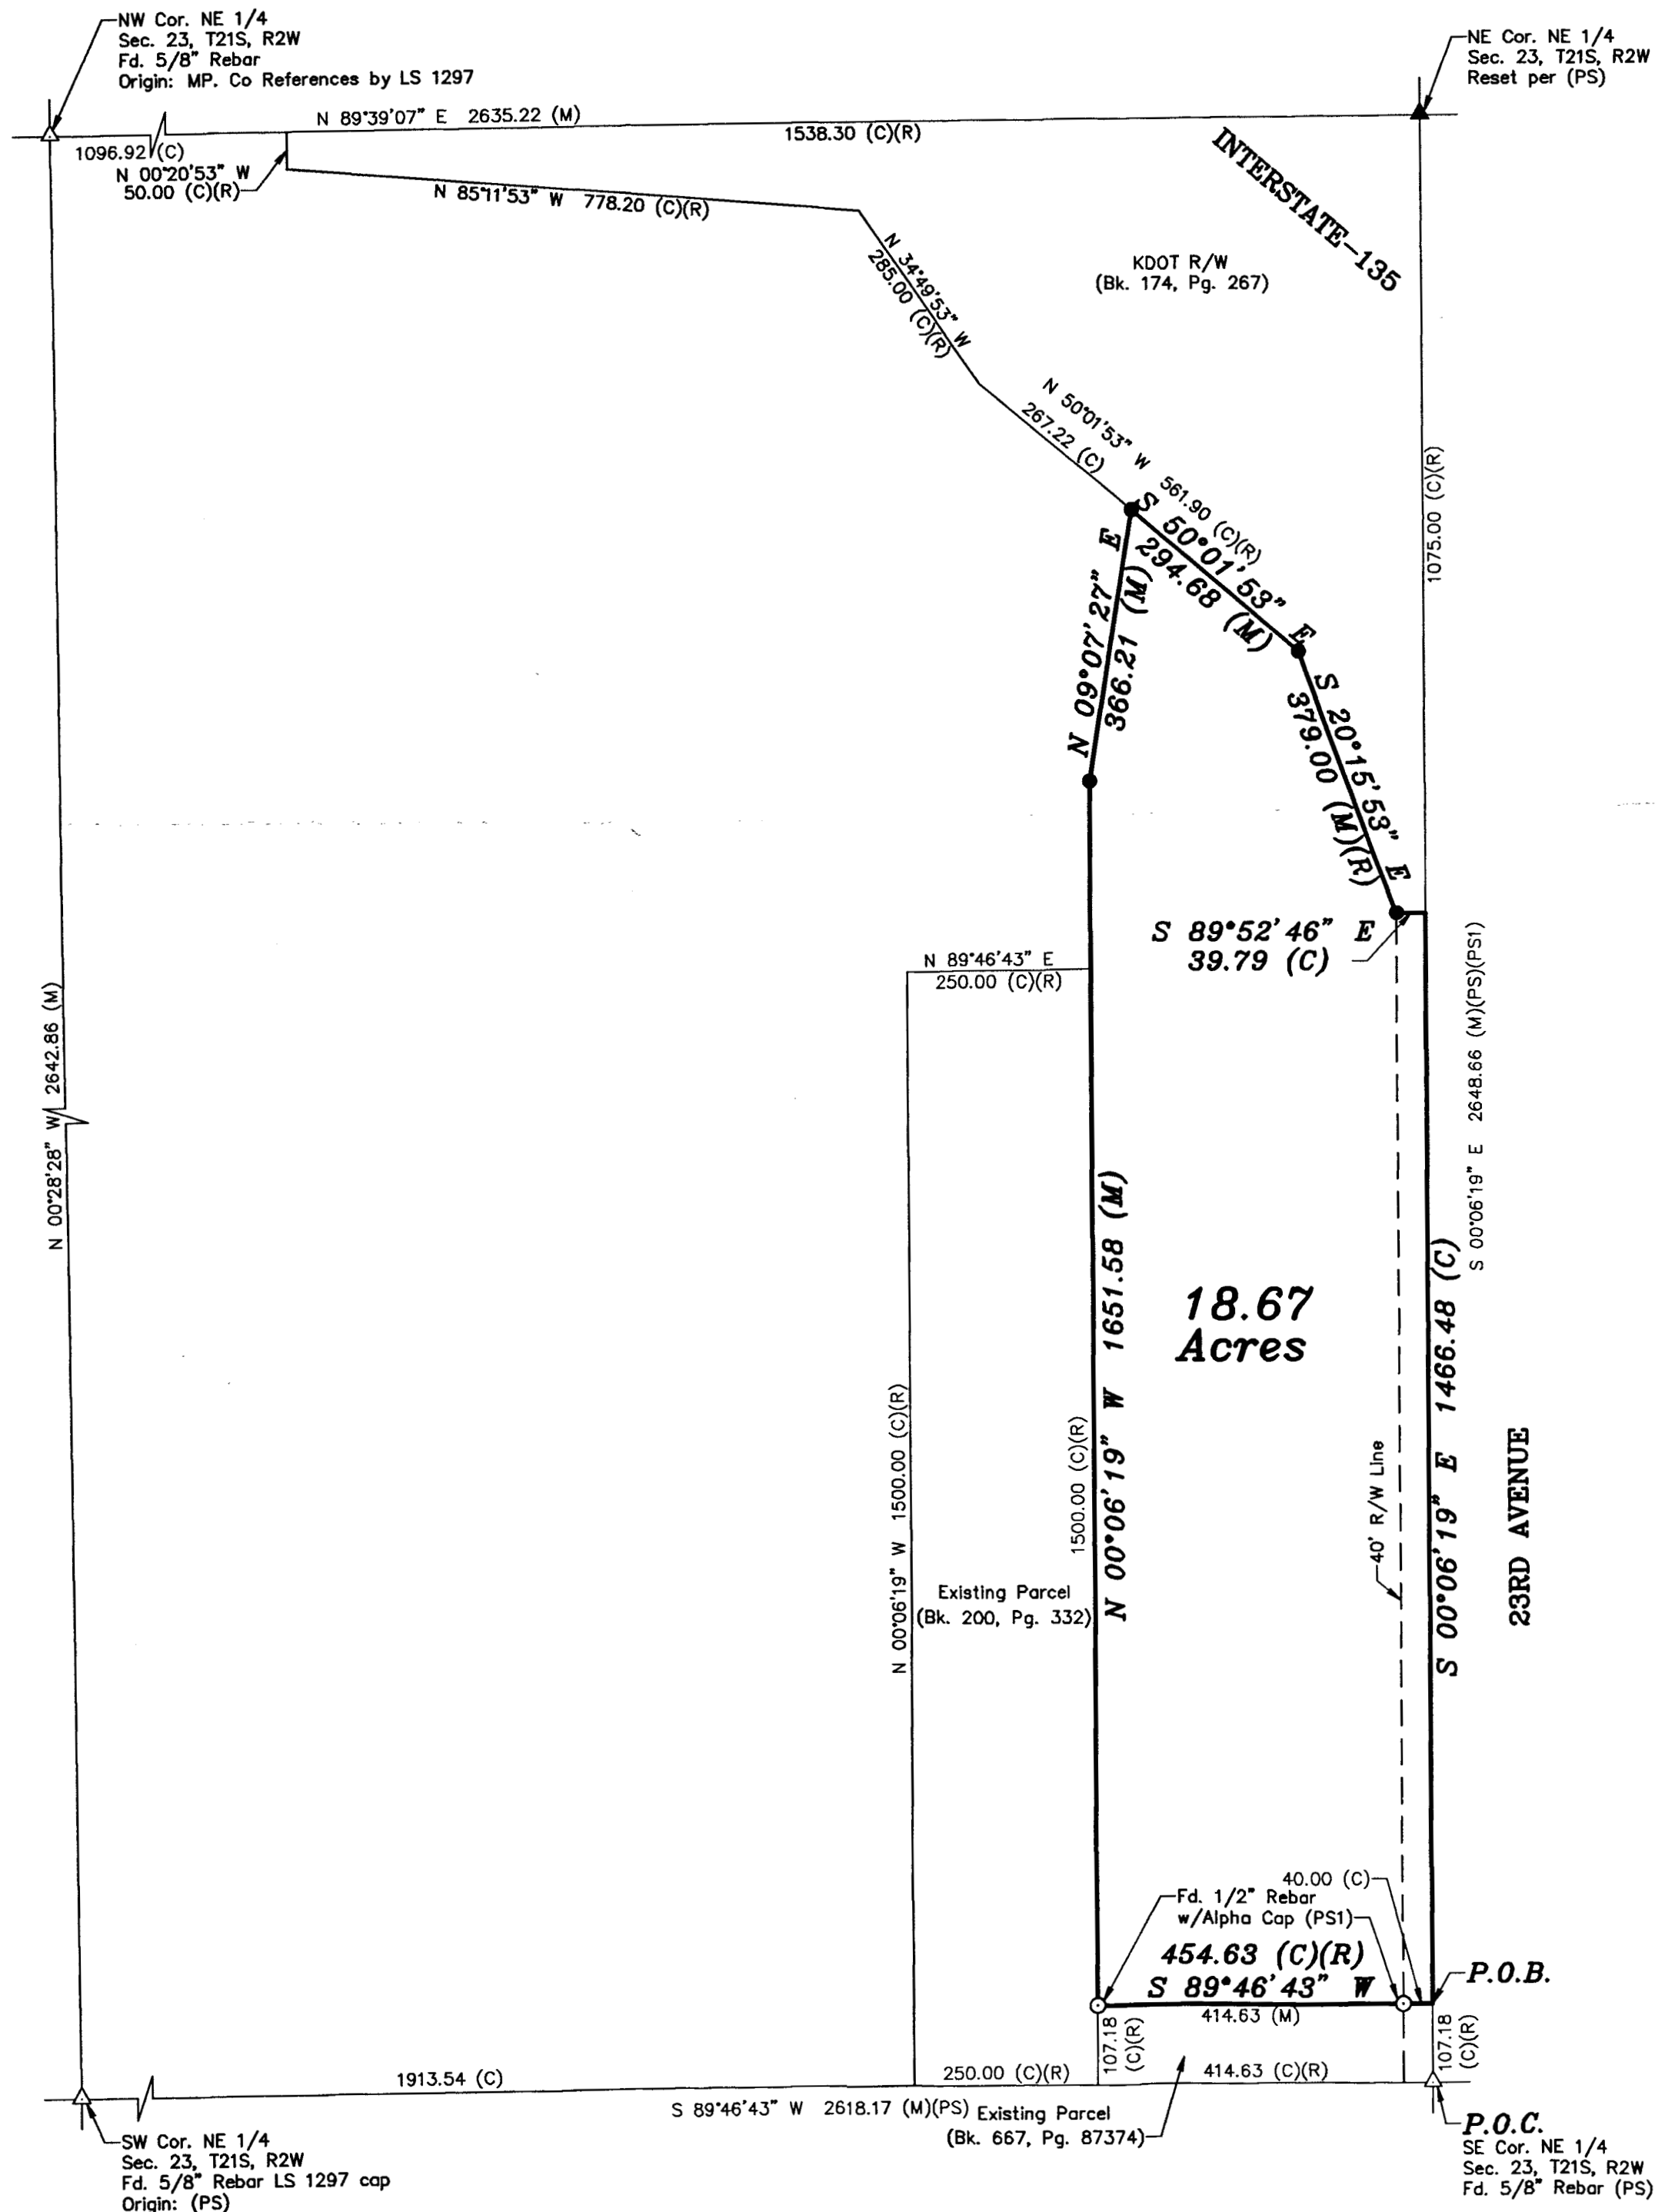 NW Cor. NE 1/4
Sec. 23, T21S, R2W
Fd. 5/8" Rebar
Origin: MP. Co References by LS 1297
NE Cor. NE 1/4
Sec. 23, T21S, R2W
Reset per (PS)
N 89°39'07" E 2635.22 (M)
1538.30 (C)(R)
1096.92 (C)
N 00°20'53" W
50.00 (C)(R)
N 85°11'53" W 778.20 (C)(R)
INTERSTATE-135
KDOT R/W
(Bk. 174, Pg. 267)
N 34°49'53" W
285.00 (C)(R)
N 50°01'53" W 561.90 (C)(R)
267.22 (C)
1075.00 (C)(R)
S 50°01'53" E
294.68 (M)
N 09°07'27" E
366.21 (M)
S 20°15'53" E
379.00 (M)(R)
S 89°52'46" E
39.79 (C)
N 89°46'43" E
250.00 (C)(R)
S 00°06'19" E 2648.66 (M)(PS)(PS1)
N 00°28'28" W 2642.86 (M)
N 00°06'19" W 1651.58 (M)
18.67
Acres
S 00°06'19" E 1466.48 (C)
N 00°06'19" W 1500.00 (C)(R)
1500.00 (C)(R)
40' R/W Line
23RD AVENUE
Existing Parcel
(Bk. 200, Pg. 332)
40.00 (C)
Fd. 1/2" Rebar
w/Alpha Cap (PS1)
454.63 (C)(R)
S 89°46'43" W
414.63 (M)
P.O.B.
107.18
(C)(R)
107.18
(C)(R)
1913.54 (C)
250.00 (C)(R)
414.63 (C)(R)
S 89°46'43" W 2618.17 (M)(PS)
Existing Parcel
(Bk. 667, Pg. 87374)
P.O.C.
SE Cor. NE 1/4
Sec. 23, T21S, R2W
Fd. 5/8" Rebar (PS)
SW Cor. NE 1/4
Sec. 23, T21S, R2W
Fd. 5/8" Rebar LS 1297 cap
Origin: (PS)